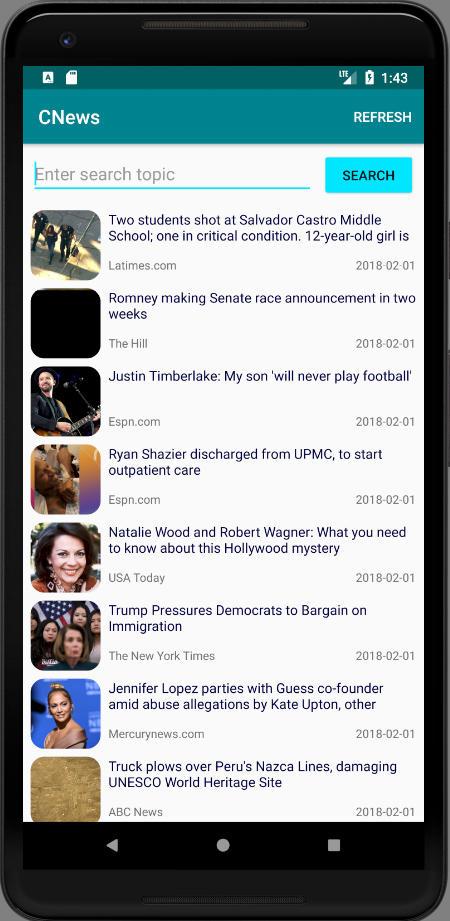 LTE 1:43
CNews REFRESH
Enter search topic SEARCH
Two students shot at Salvador Castro Middle
School; one in critical condition. 12-year-old girl is
Latimes.com 2018-02-01
Romney making Senate race announcement in two
weeks
The Hill 2018-02-01
Justin Timberlake: My son 'will never play football'
Espn.com 2018-02-01
Ryan Shazier discharged from UPMC, to start
outpatient care
Espn.com 2018-02-01
Natalie Wood and Robert Wagner: What you need
to know about this Hollywood mystery
USA Today 2018-02-01
Trump Pressures Democrats to Bargain on
Immigration
The New York Times 2018-02-01
Jennifer Lopez parties with Guess co-founder
amid abuse allegations by Kate Upton, other
Mercurynews.com 2018-02-01
Truck plows over Peru's Nazca Lines, damaging
UNESCO World Heritage Site
ABC News 2018-02-01